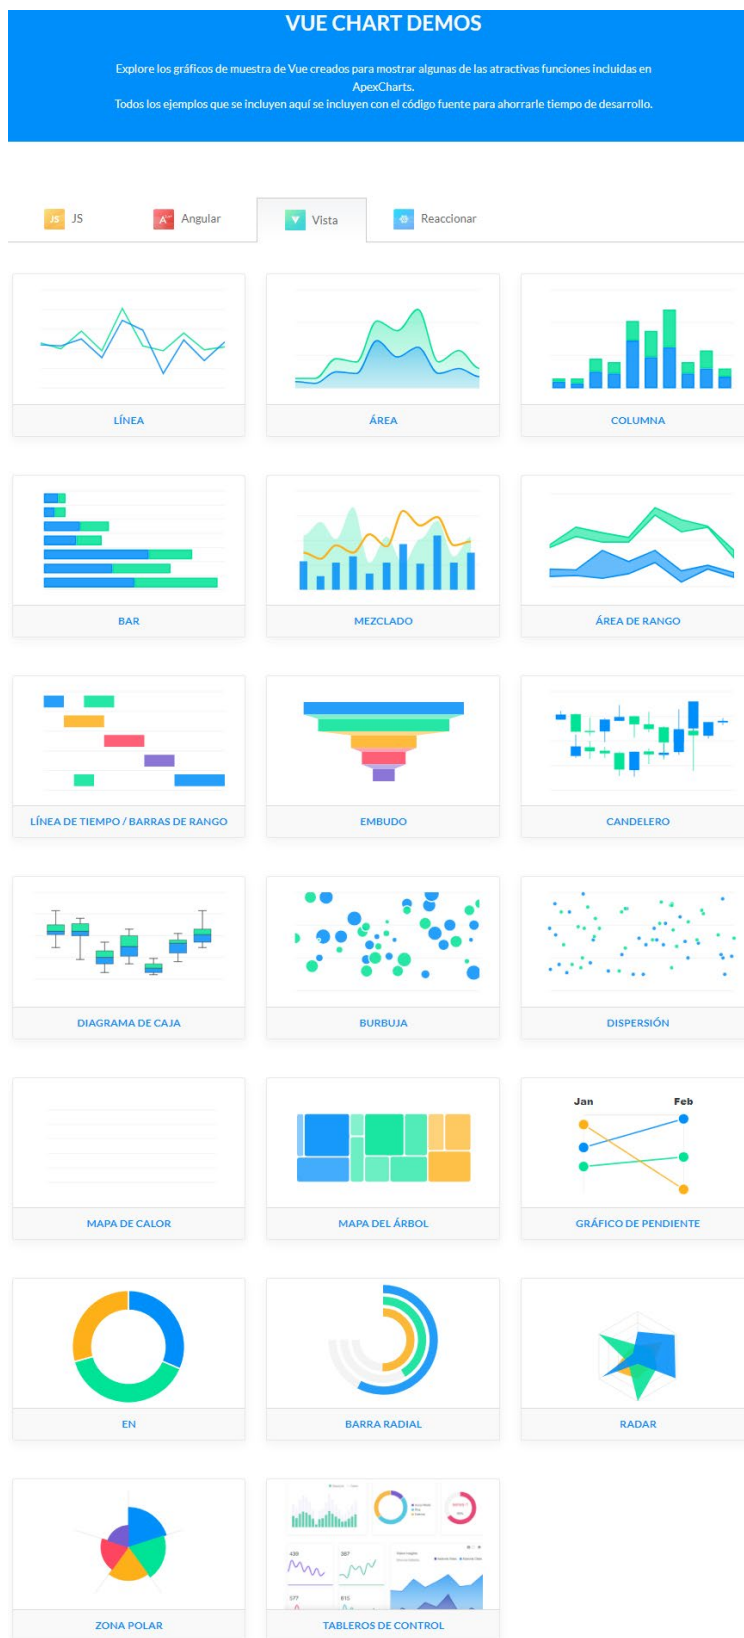 VUE CHART DEMOS
Explore los gráficos de muestra de Vue creados para mostrar algunas de las atractivas funciones incluidas en
ApexCharts.
Todos los ejemplos que se incluyen aquí se incluyen con el código fuente para ahorrarle tiempo de desarrollo.
JS JS
A Angular
Vista
Reaccionar
LÍNEA
ÁREA
COLUMNA
BAR
MEZCLADO
ÁREA DE RANGO
LÍNEA DE TIEMPO / BARRAS DE RANGO
EMBUDO
CANDELERO
DIAGRAMA DE CAJA
BURBUJA
DISPERSIÓN
Jan Feb
MAPA DE CALOR
MAPA DEL ÁRBOL
GRÁFICO DE PENDIENTE
EN
BARRA RADIAL
RADAR
439 387
577 615
ZONA POLAR
TABLEROS DE CONTROL